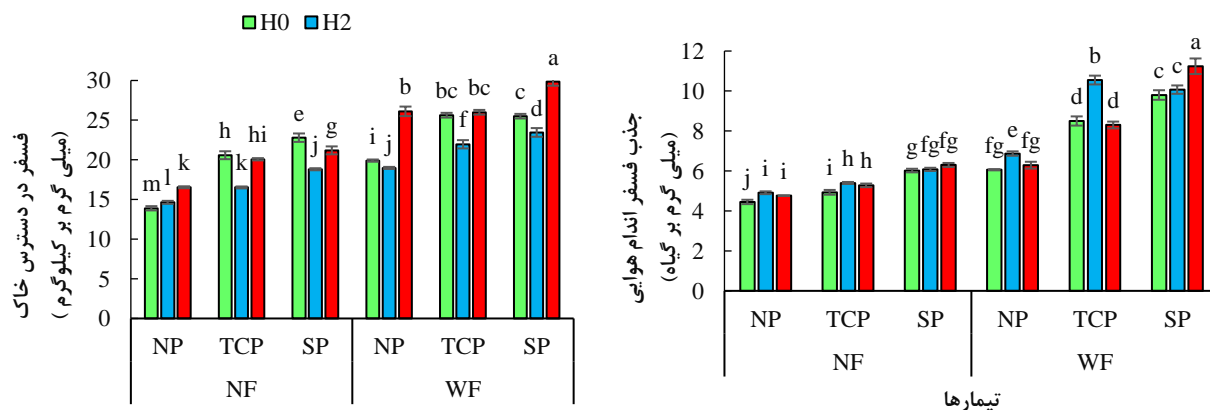 H0 H2
فسفر در دسترس خاک
(میلی گرم بر کیلوگرم )
30
25
20
15
10
5
0
m l k h k hi e j g i j b bc f bc c d a
NP TCP SP NP TCP SP
NF WF
جذب فسفر اندام هوایی
(میلی گرم بر گیاه)
12
10
8
6
4
2
0
j i i i h h g fg fg fg e fg d b d c c a
NP TCP SP NP TCP SP
NF WF
تیمارها